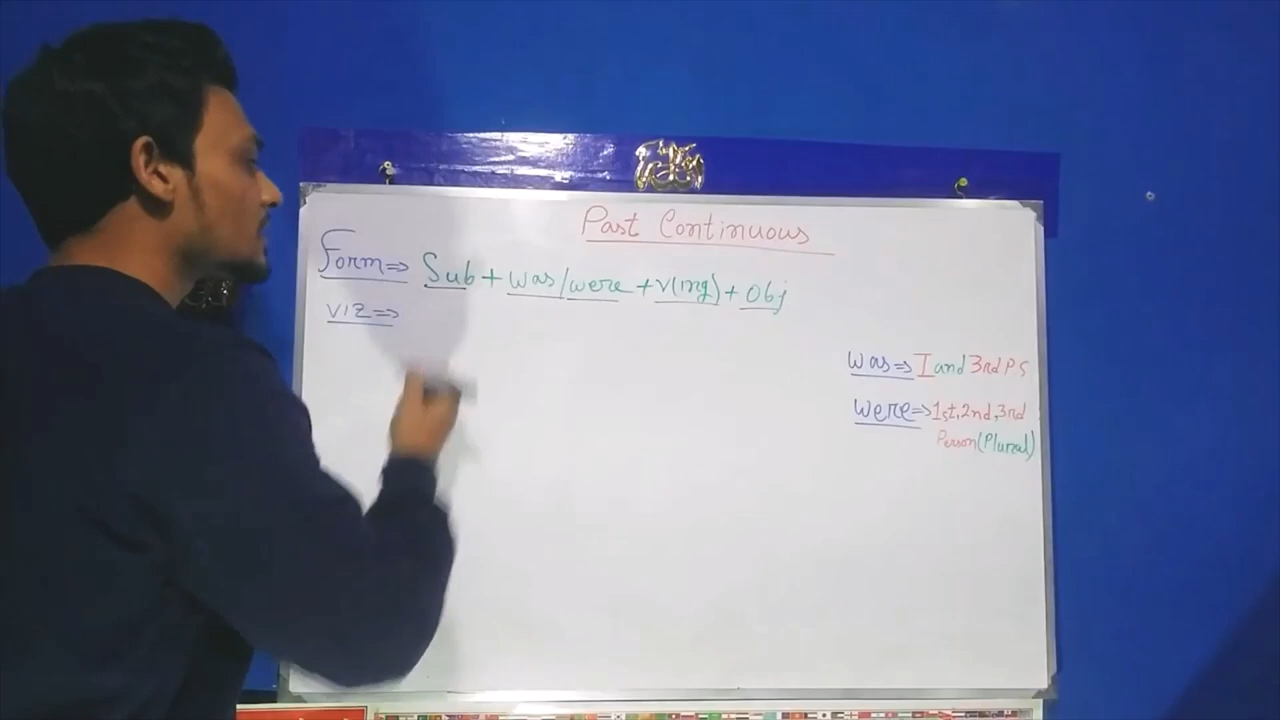 Past Continuous
Form=> Sub + was/were + v(ing) + Obj
VIZ=>
was=> I and 3rd P S
were=> 1st, 2nd, 3rd
Person (Plural)